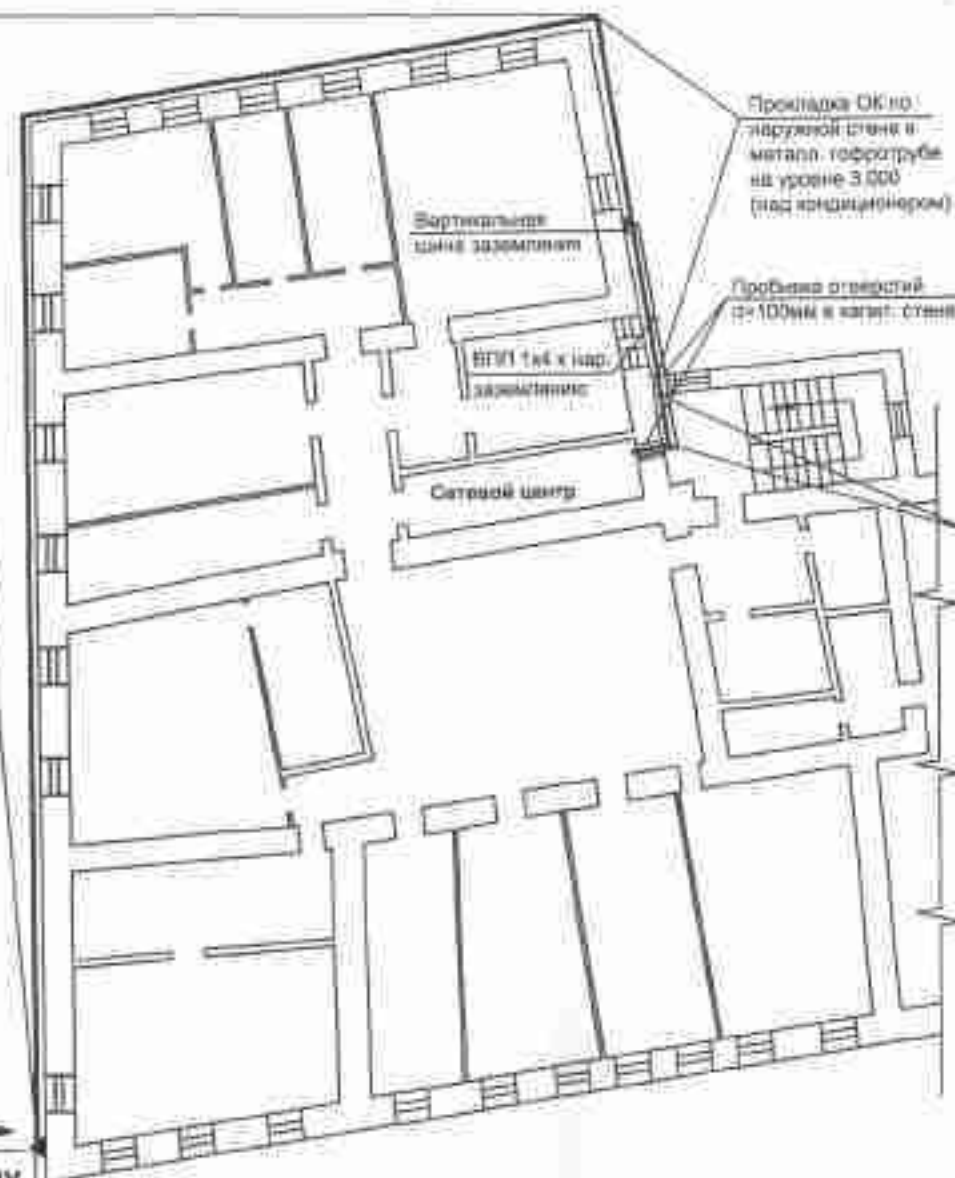 Прокладка ОК по
наружной стене в
металл. гофротрубе
на уровне 3.000
(над кондиционером)
Вертикальная
шина заземления
Пробивка отверстий
d=100мм в капит. стене
ВПП 1х4 к нар.
заземлению
Сетевой центр